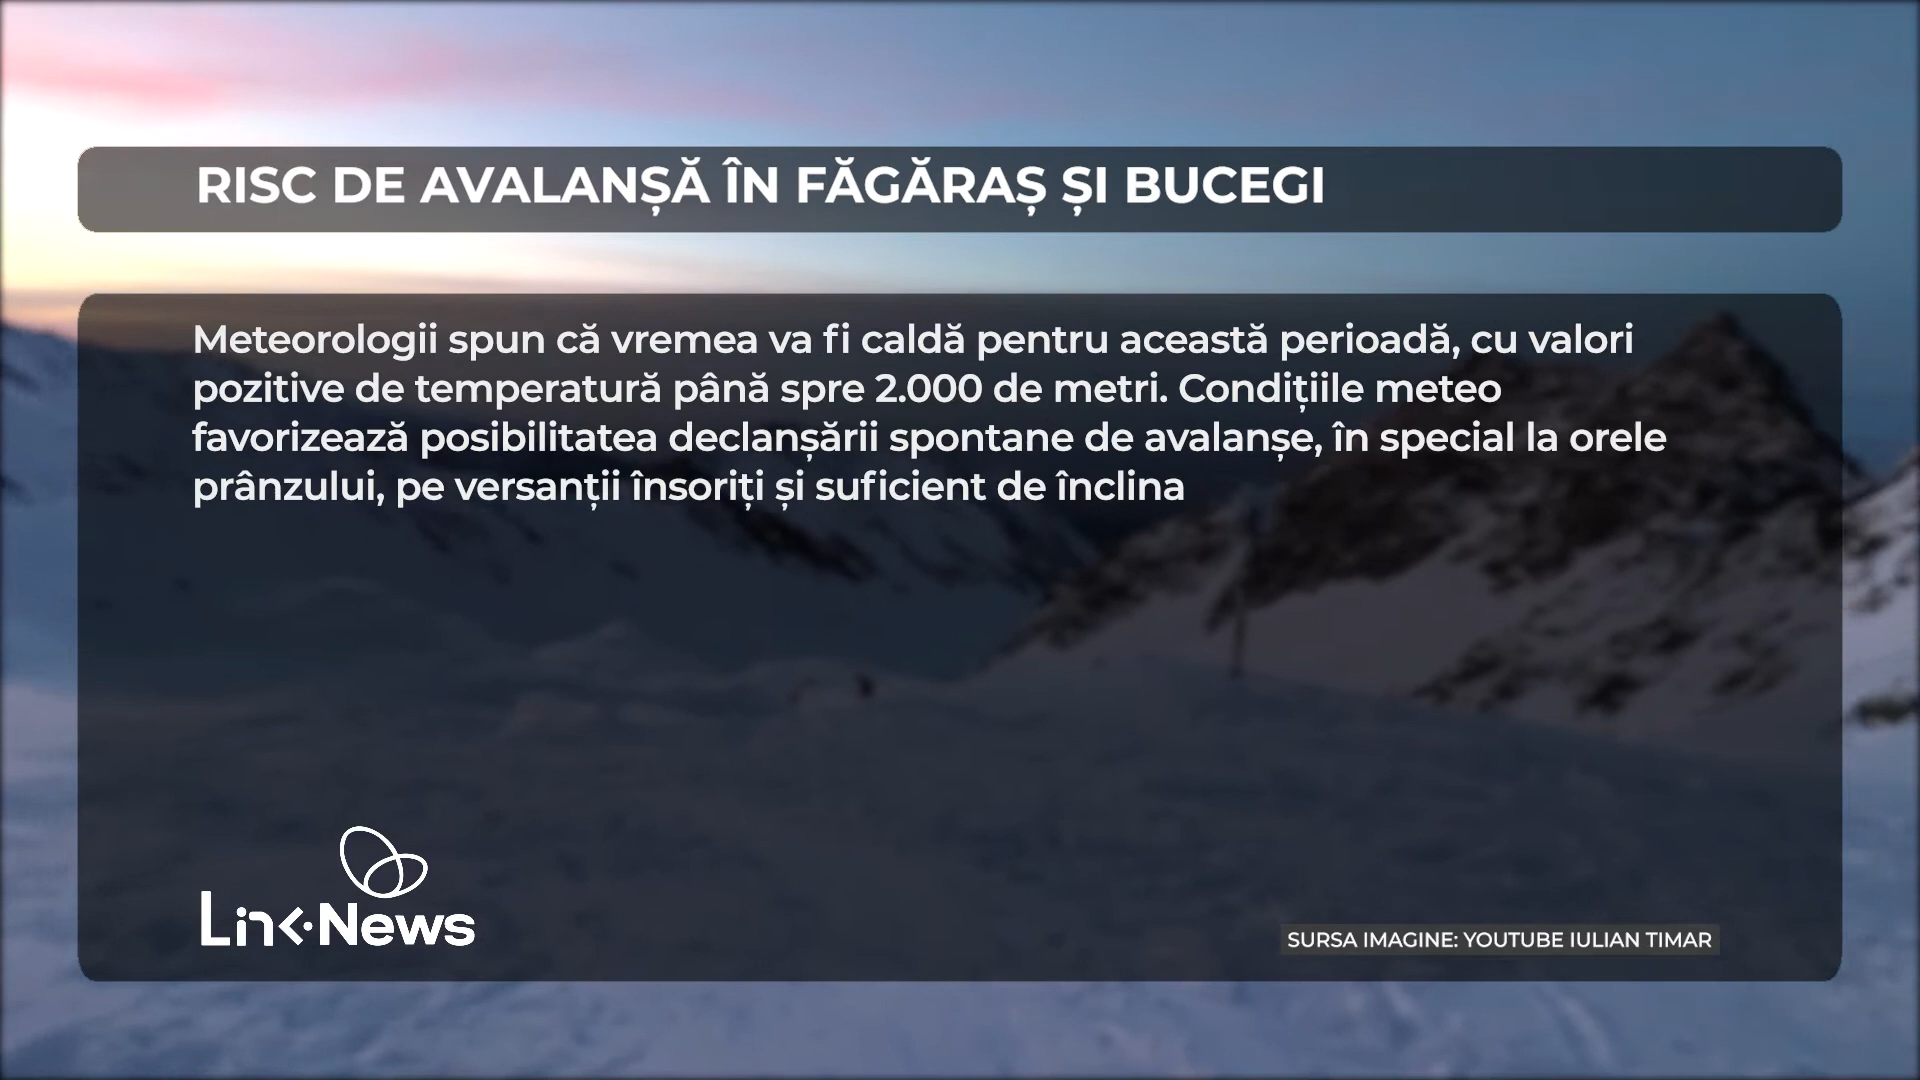 RISC DE AVALANȘĂ ÎN FĂGĂRAȘ ȘI BUCEGI
Meteorologii spun că vremea va fi caldă pentru această perioadă, cu valori
pozitive de temperatură până spre 2.000 de metri. Condițiile meteo
favorizează posibilitatea declanșării spontane de avalanșe, în special la orele
prânzului, pe versanții însoriți și suficient de înclina
Link News
SURSA IMAGINE: YOUTUBE IULIAN TIMAR